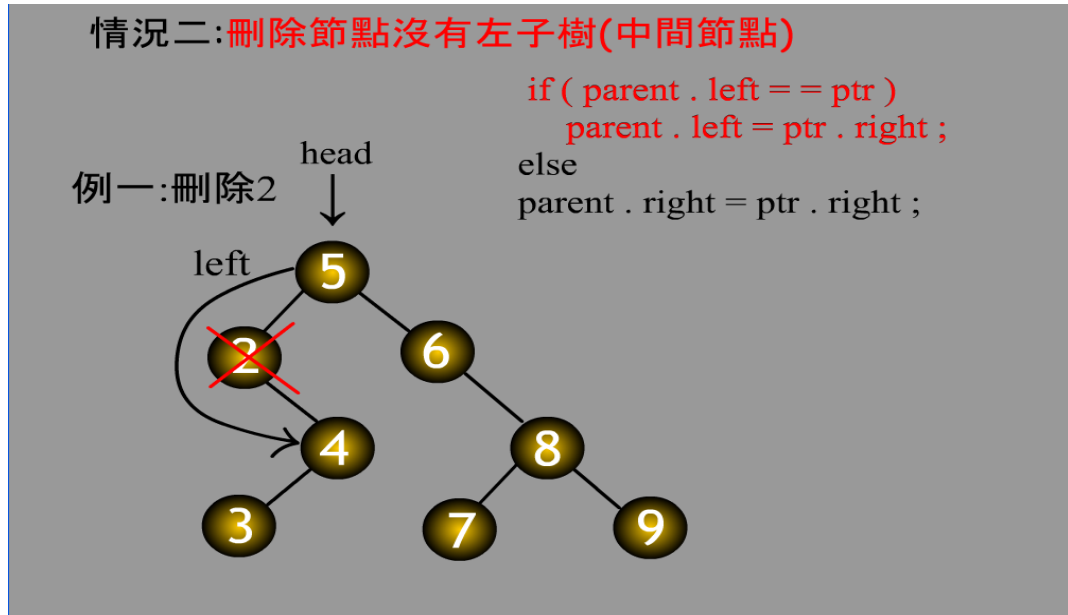 情況二:刪除節點沒有左子樹(中間節點)
if ( parent . left = = ptr )
parent . left = ptr . right ;
else
parent . right = ptr . right ;
head
例一:刪除2
left
5
2
6
4
8
3
7
9